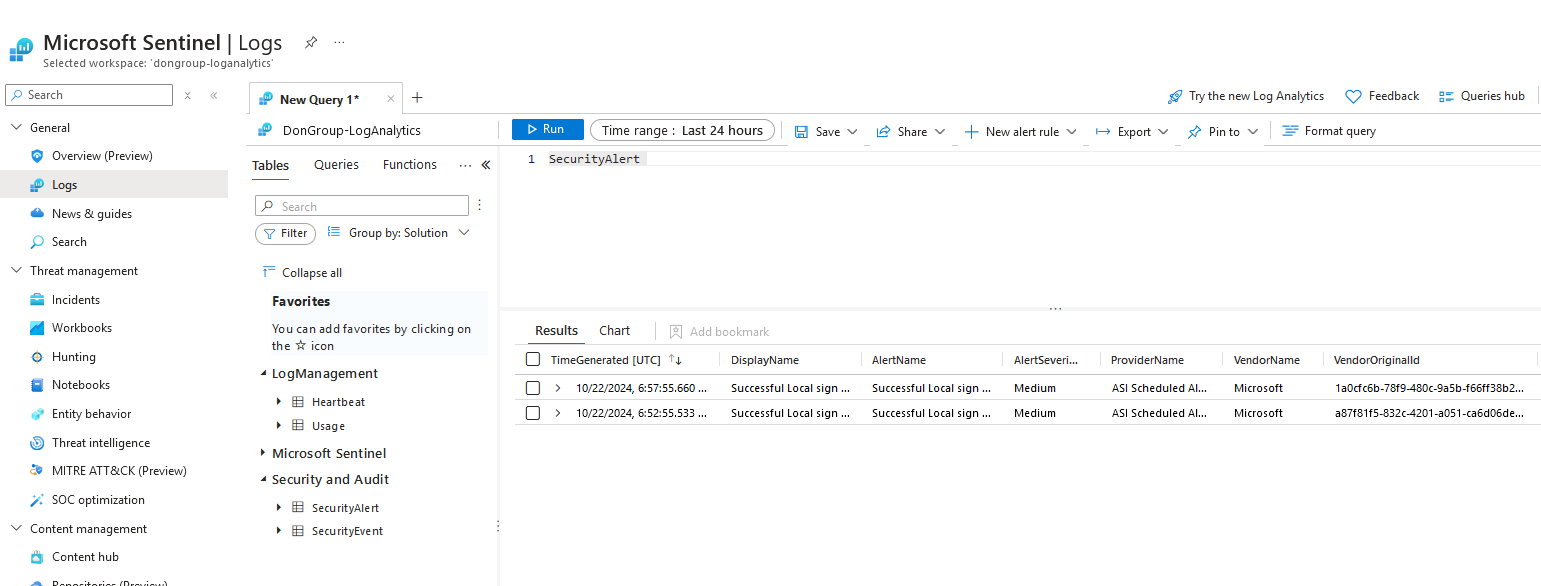 Microsoft Sentinel | Logs
Selected workspace: 'dongroup-loganalytics'
Search
General
Overview (Preview)
Logs
News & guides
Search
Threat management
Incidents
Workbooks
Hunting
Notebooks
Entity behavior
Threat intelligence
MITRE ATT&CK (Preview)
SOC optimization
Content management
Content hub
Repositories (Preview)
New Query 1*
Try the new Log Analytics Feedback Queries hub
DonGroup-LogAnalytics
Run Time range : Last 24 hours Save Share New alert rule Export Pin to Format query
Tables Queries Functions
Search
Filter Group by: Solution
Collapse all
Favorites
You can add favorites by clicking on
the ☆ icon
LogManagement
Heartbeat
Usage
Microsoft Sentinel
Security and Audit
SecurityAlert
SecurityEvent
1 SecurityAlert
Results Chart Add bookmark
TimeGenerated [UTC] DisplayName AlertName AlertSeveri... ProviderName VendorName VendorOriginalId
10/22/2024, 6:57:55.660 ... Successful Local sign ... Successful Local sign ... Medium ASI Scheduled Al... Microsoft 1a0cfc6b-78f9-480c-9a5b-f66ff38b2...
10/22/2024, 6:52:55.533 ... Successful Local sign ... Successful Local sign ... Medium ASI Scheduled Al... Microsoft a87f81f5-832c-4201-a051-ca6d06de...